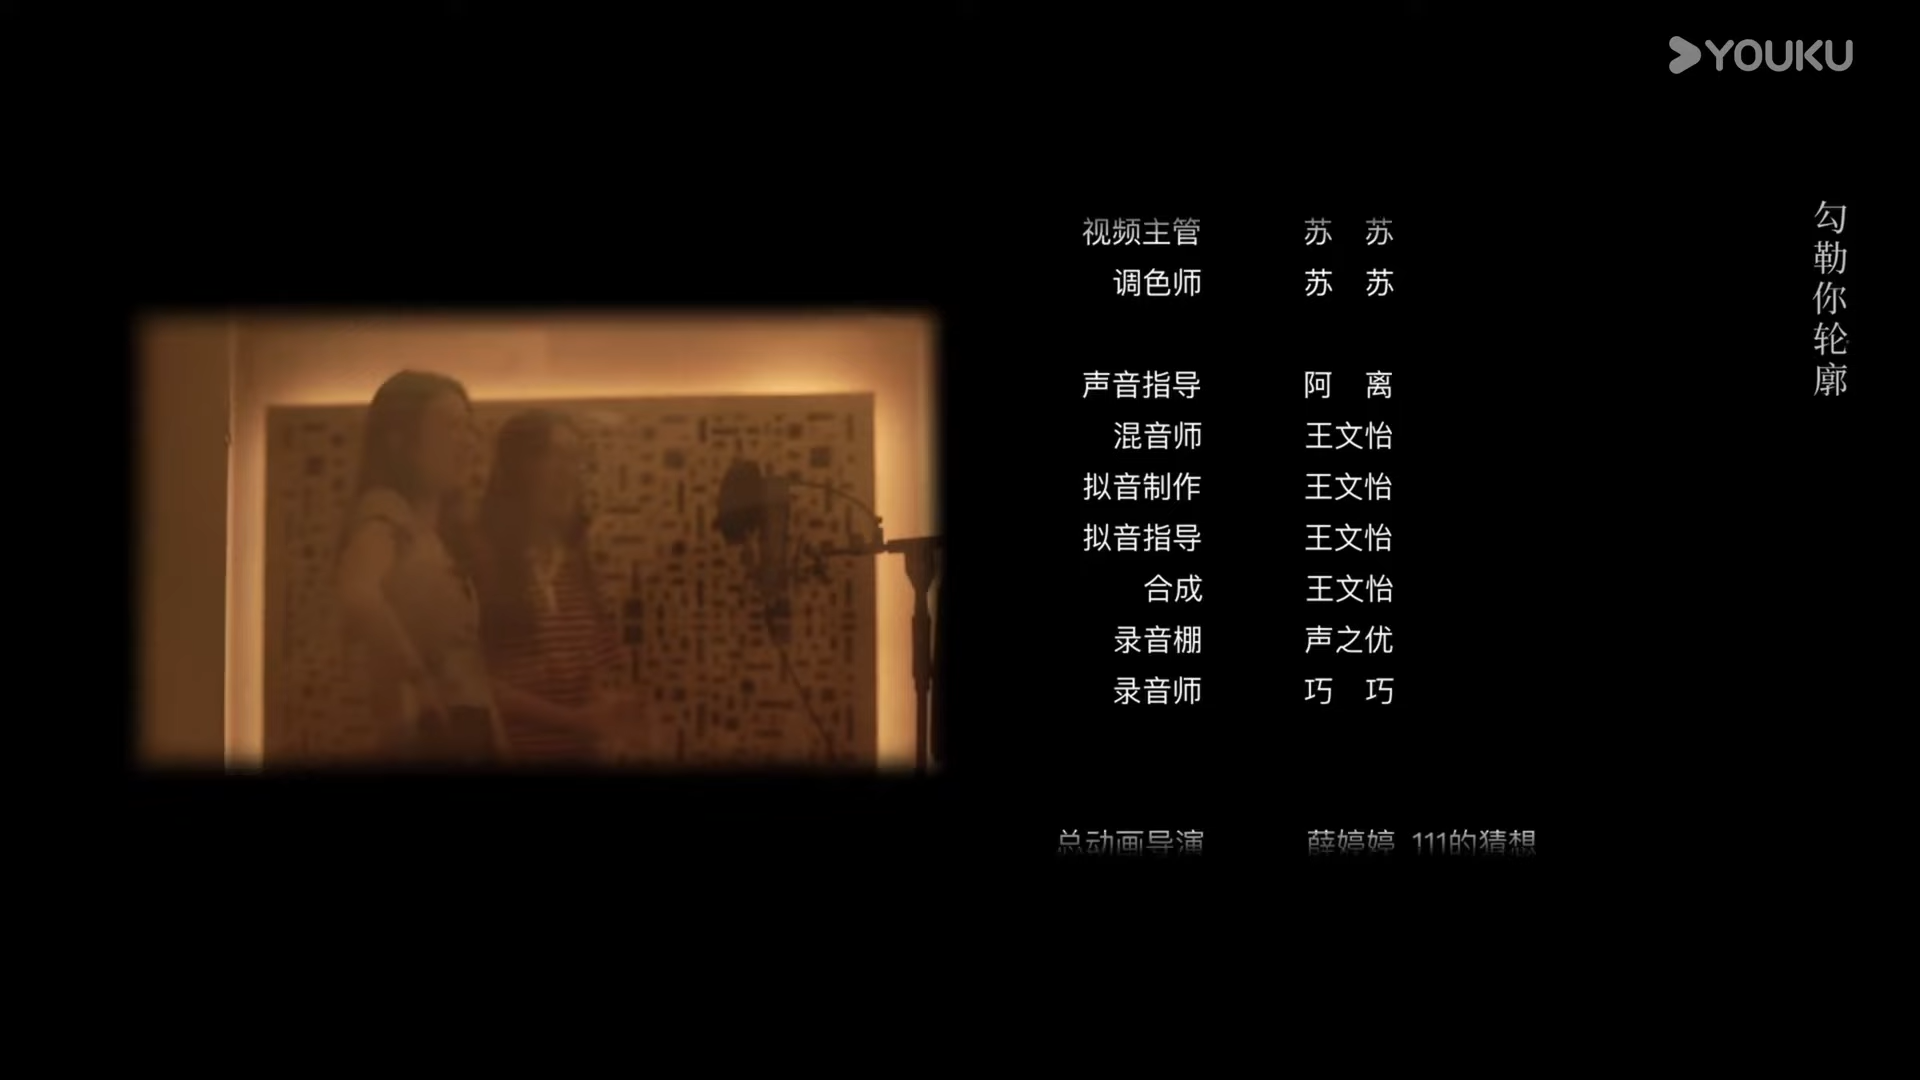 YOUKU
视频主管 苏 苏
调色师 苏 苏
声音指导 阿 离
混音师 王文怡
拟音制作 王文怡
拟音指导 王文怡
合成 王文怡
录音棚 声之优
录音师 巧 巧
总动画导演 薛婷婷 111的猜想
勾勒你轮廓